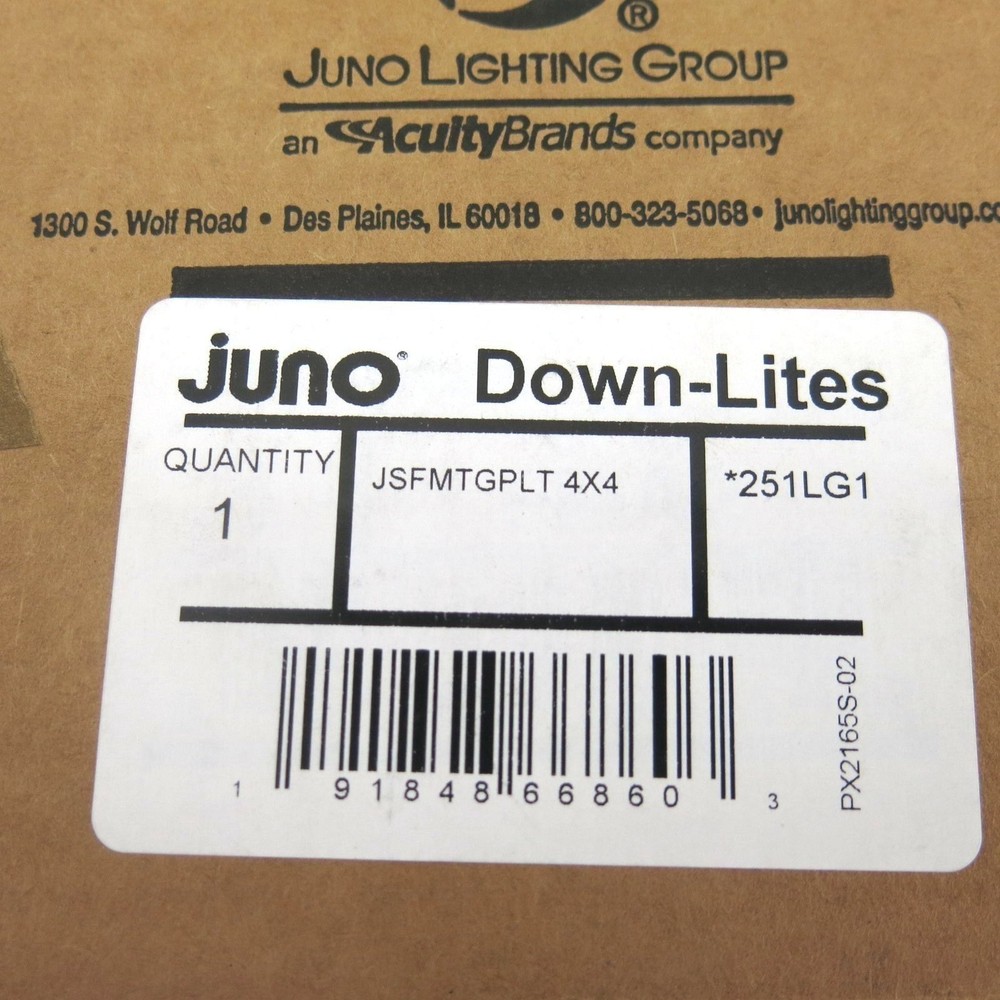 ®
JUNO LIGHTING GROUP
an AcuityBrands company
1300 S. Wolf Road • Des Plaines, IL 60018 • 800-323-5068 • junolightinggroup.co
juno® Down-Lites
QUANTITY
1
JSFMTGPLT 4X4
*251LG1
1 91848 66860 3
PX2165S-02